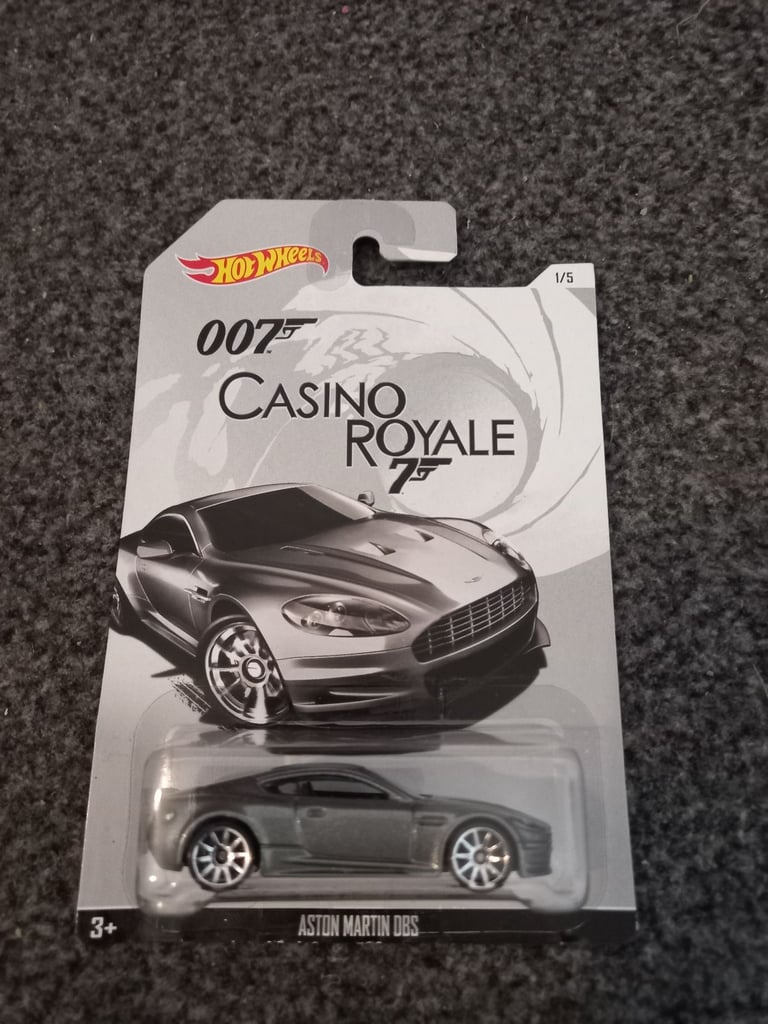 HOT WHEELS
1/5
007
CASINO
ROYALE
7
3+
ASTON MARTIN DBS